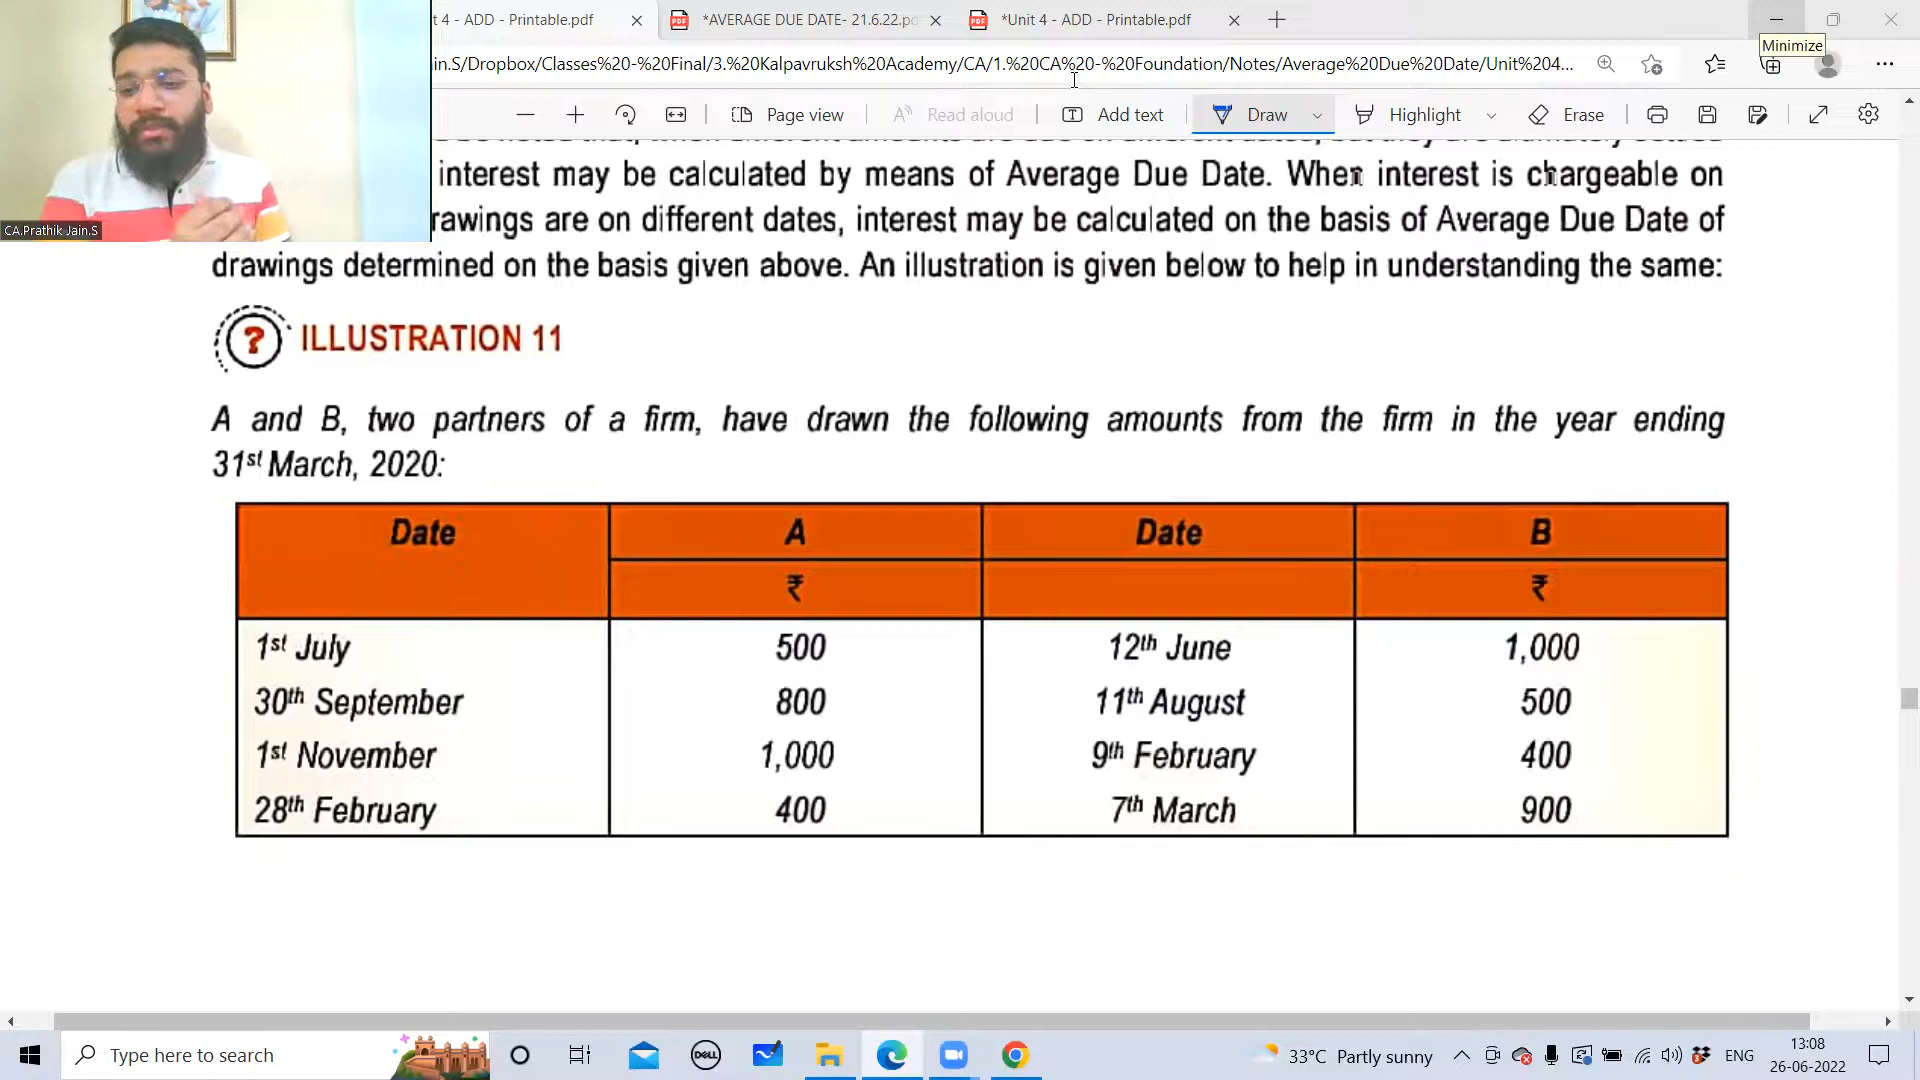 t 4 - ADD - Printable.pdf
*AVERAGE DUE DATE- 21.6.22.pd
*Unit 4 - ADD - Printable.pdf
Minimize
in.S/Dropbox/Classes%20-%20Final/3.%20Kalpavruksh%20Academy/CA/1.%20CA%20-%20Foundation/Notes/Average%20Due%20Date/Unit%204...
Page view
Read aloud
Add text
Draw
Highlight
Erase
interest may be calculated by means of Average Due Date. When interest is chargeable on
rawings are on different dates, interest may be calculated on the basis of Average Due Date of
drawings determined on the basis given above. An illustration is given below to help in understanding the same:
CA.Prathik Jain.S
? ILLUSTRATION 11
A and B, two partners of a firm, have drawn the following amounts from the firm in the year ending
31st March, 2020:
Date A Date B
₹ ₹
1st July 500 12th June 1,000
30th September 800 11th August 500
1st November 1,000 9th February 400
28th February 400 7th March 900
Type here to search
DELL
33°C Partly sunny
ENG
13:08
26-06-2022